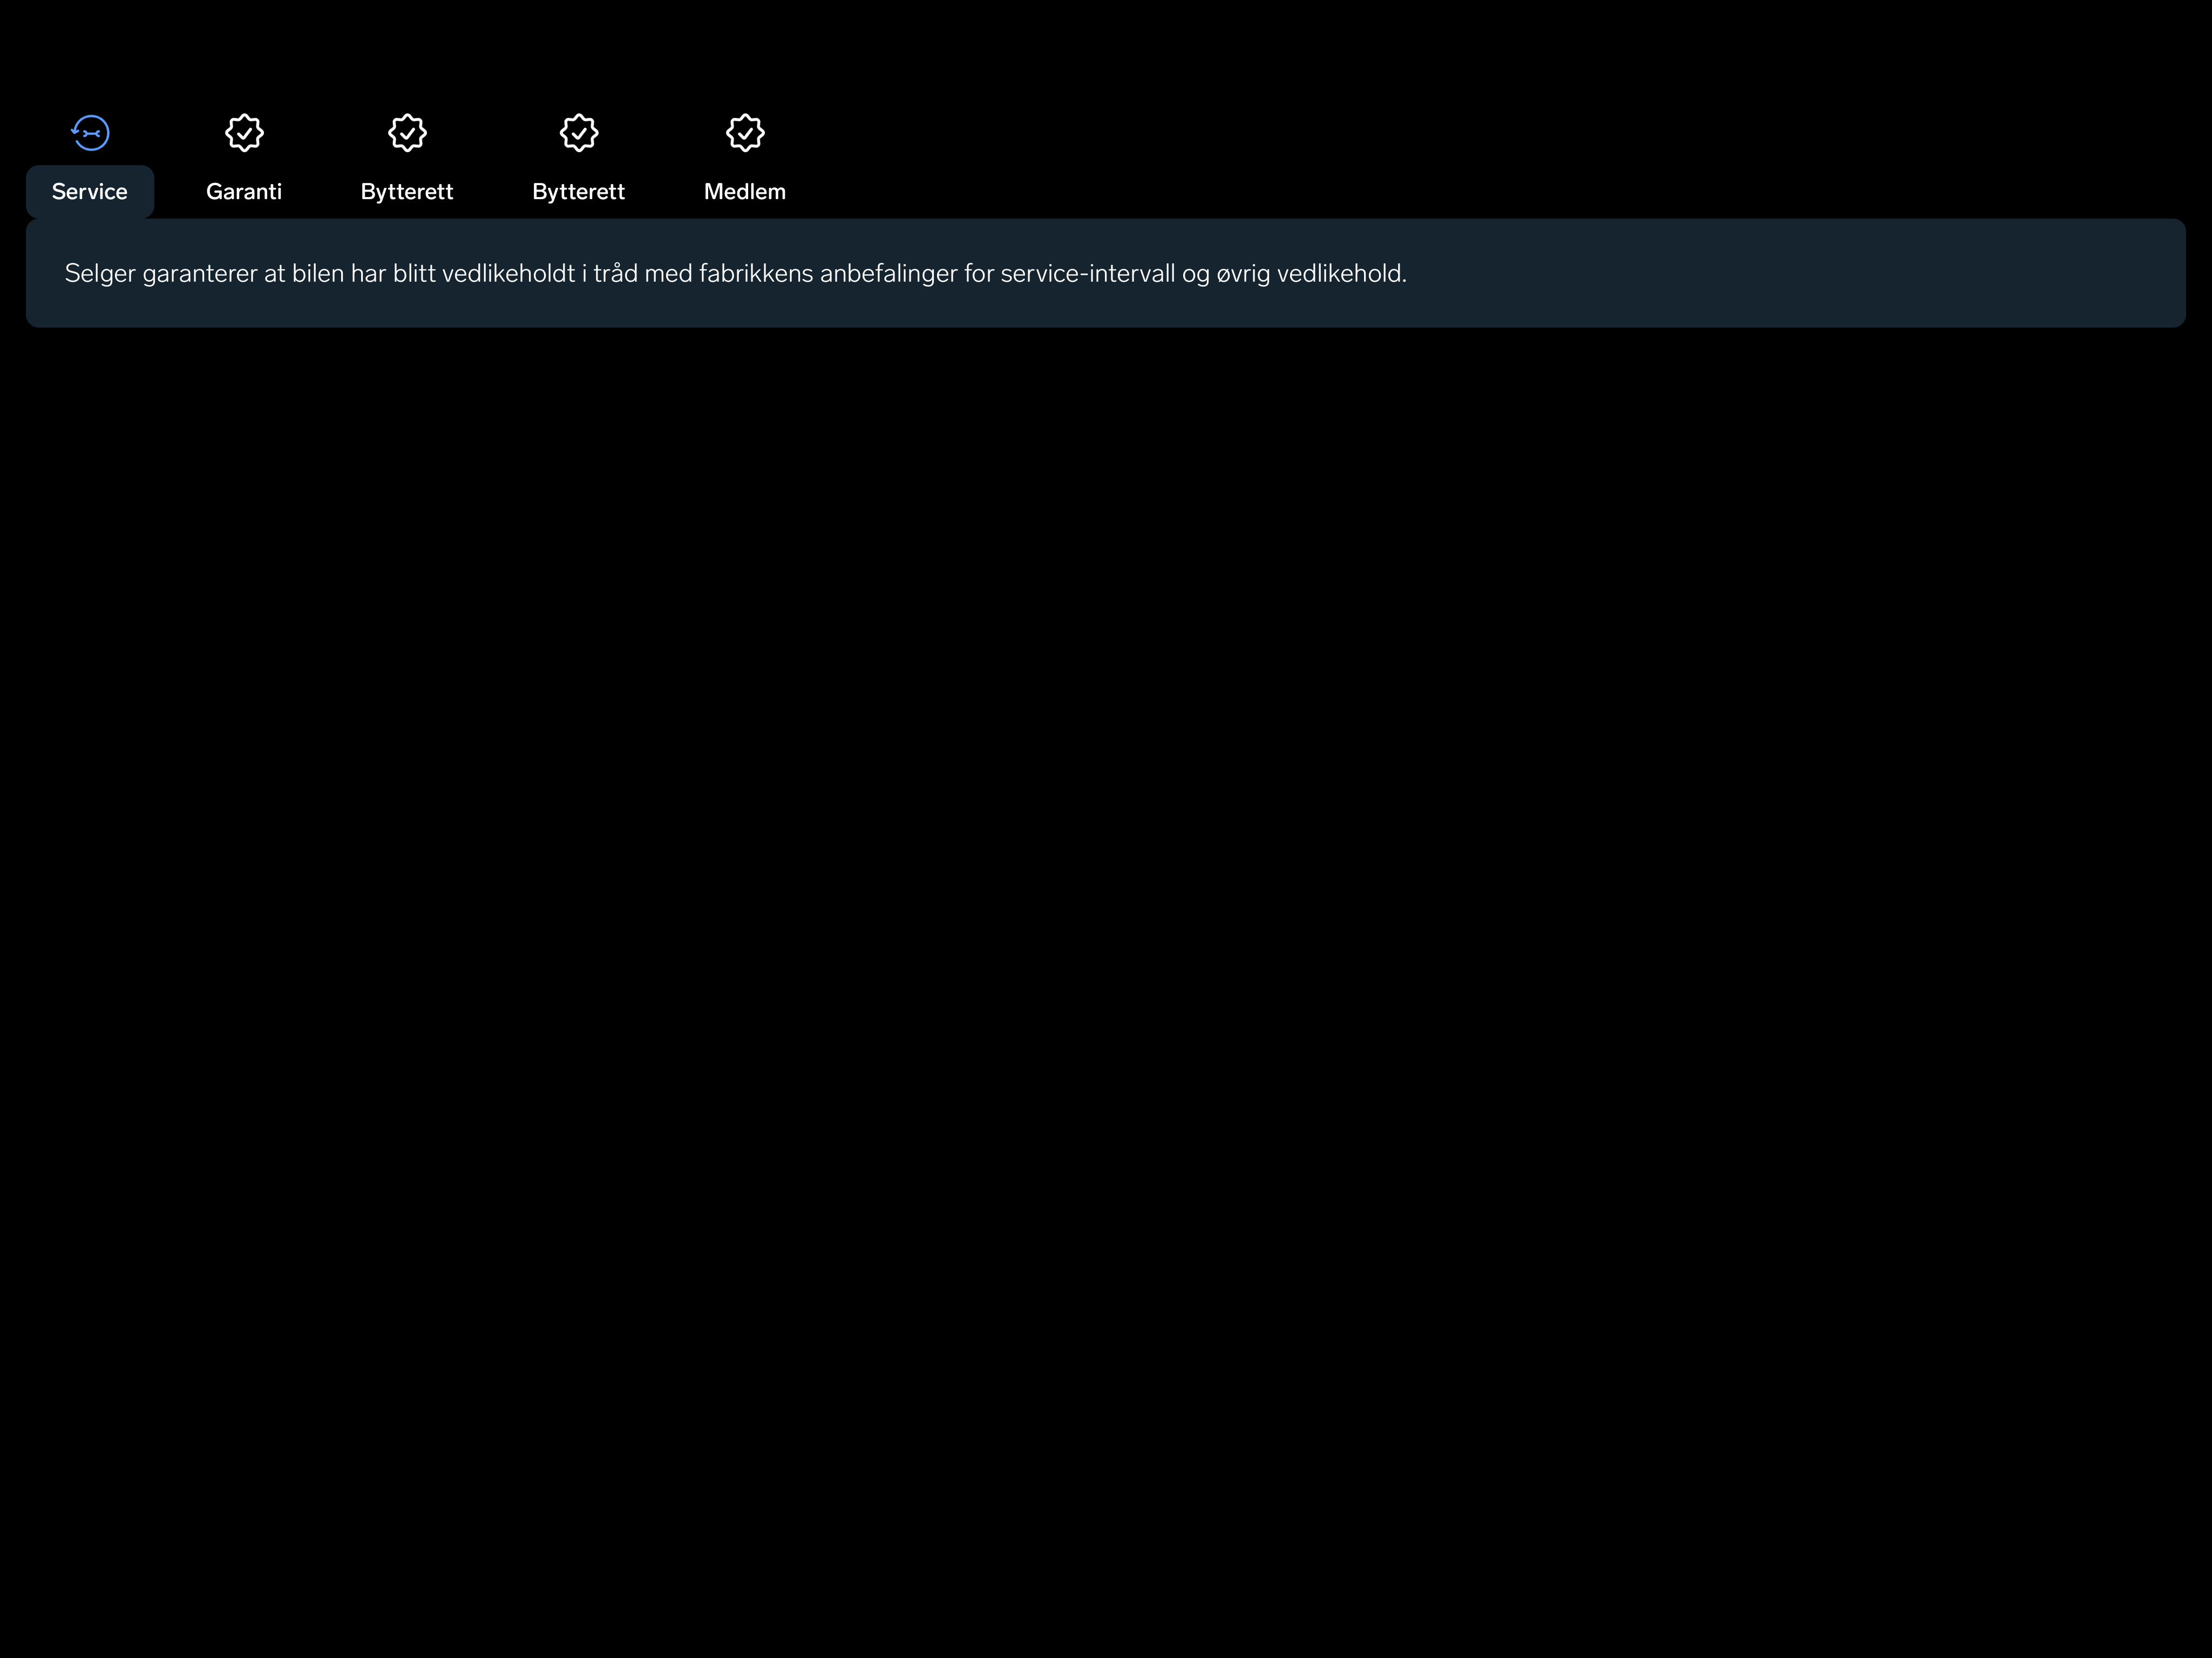 Service Garanti Bytterett Bytterett Medlem
Selger garanterer at bilen har blitt vedlikeholdt i tråd med fabrikkens anbefalinger for service-intervall og øvrig vedlikehold.